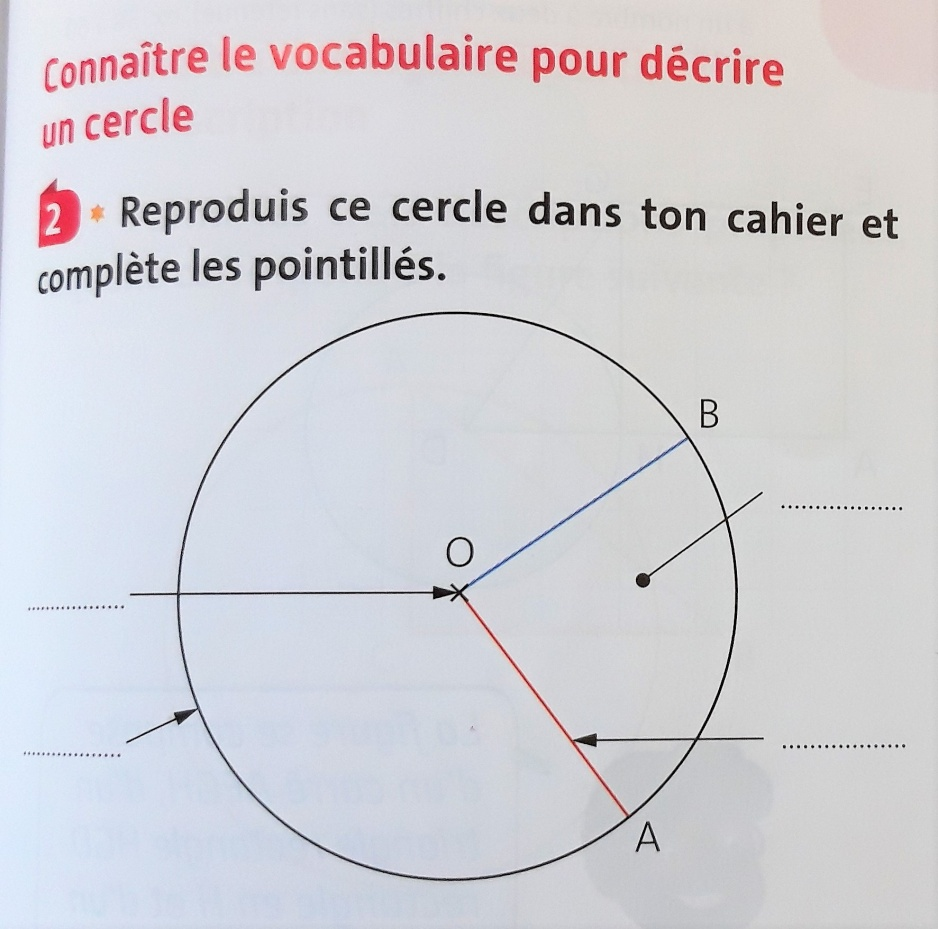 Connaître le vocabulaire pour décrire
un cercle
2 * Reproduis ce cercle dans ton cahier et
complète les pointillés.
B
....................
O
................
....................
................
A